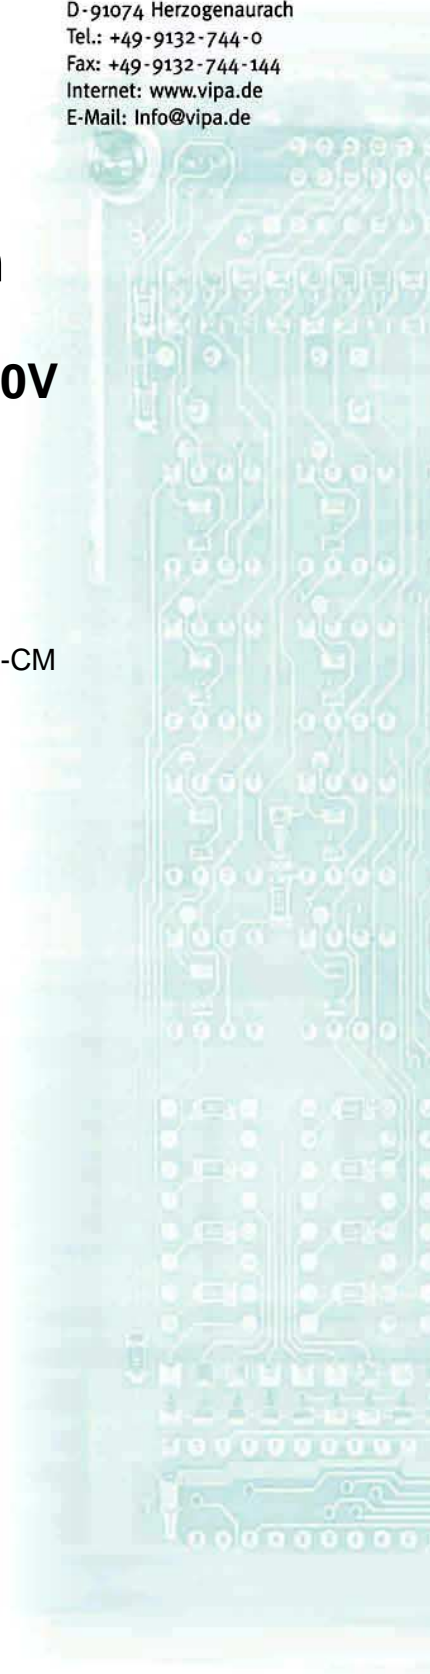 D-91074 Herzogenaurach
Tel.: +49-9132-744-0
Fax: +49-9132-744-144
Internet: www.vipa.de
E-Mail: Info@vipa.de
0V
-CM